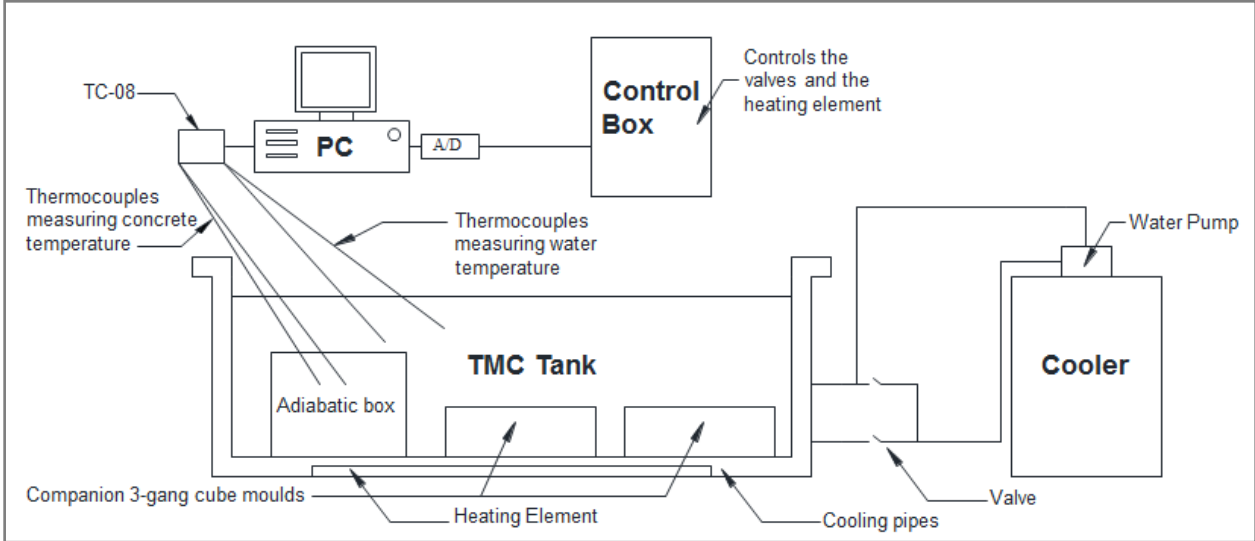 TC-08
PC
A/D
Control
Box
Controls the
valves and the
heating element
Thermocouples
measuring concrete
temperature
Thermocouples
measuring water
temperature
Water Pump
TMC Tank
Cooler
Adiabatic box
Companion 3-gang cube moulds
Heating Element
Cooling pipes
Valve